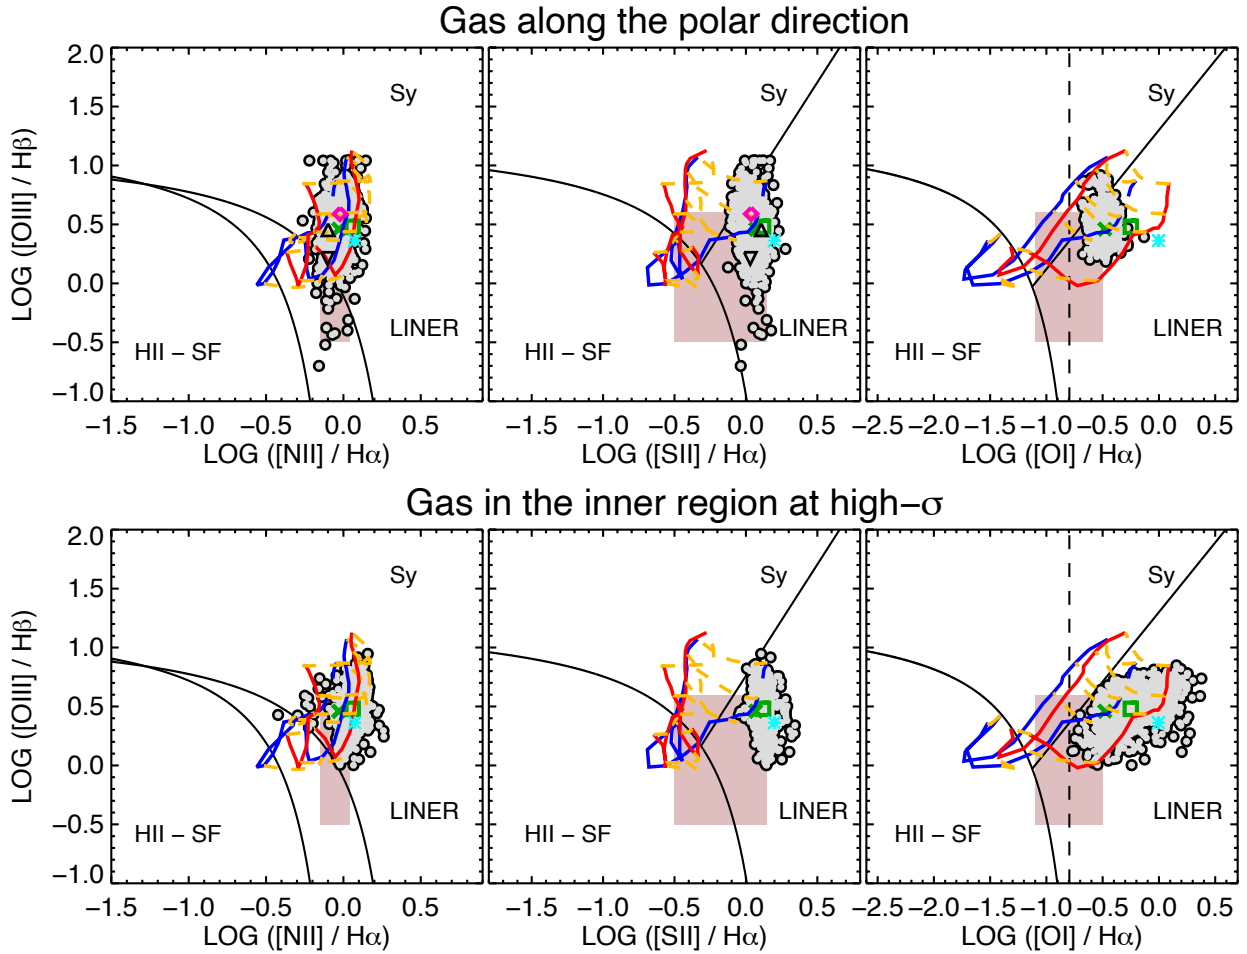 Gas along the polar direction
LOG ([OIII] / Hβ)
2.0
1.5
1.0
0.5
0.0
−0.5
−1.0
Sy
LINER
HII − SF
Sy
LINER
HII − SF
Sy
LINER
HII − SF
−1.5 −1.0 −0.5 0.0 0.5
−1.5 −1.0 −0.5 0.0 0.5
−2.5 −2.0 −1.5 −1.0 −0.5 0.0 0.5
LOG ([NII] / Hα)
LOG ([SII] / Hα)
LOG ([OI] / Hα)
Gas in the inner region at high−σ
LOG ([OIII] / Hβ)
2.0
1.5
1.0
0.5
0.0
−0.5
−1.0
Sy
LINER
HII − SF
Sy
LINER
HII − SF
Sy
LINER
HII − SF
−1.5 −1.0 −0.5 0.0 0.5
−1.5 −1.0 −0.5 0.0 0.5
−2.5 −2.0 −1.5 −1.0 −0.5 0.0 0.5
LOG ([NII] / Hα)
LOG ([SII] / Hα)
LOG ([OI] / Hα)